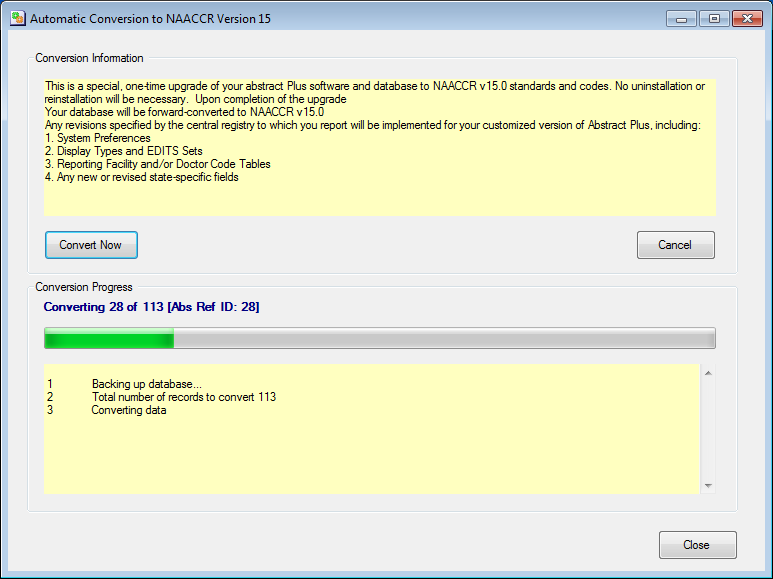 Automatic Conversion to NAACCR Version 15
Conversion Information
This is a special, one-time upgrade of your abstract Plus software and database to NAACCR v15.0 standards and codes. No uninstallation or
reinstallation will be necessary.  Upon completion of the upgrade
Your database will be forward-converted to NAACCR v15.0
Any revisions specified by the central registry to which you report will be implemented for your customized version of Abstract Plus, including:
1. System Preferences
2. Display Types and EDITS Sets
3. Reporting Facility and/or Doctor Code Tables
4. Any new or revised state-specific fields
Convert Now
Cancel
Conversion Progress
Converting 28 of 113 [Abs Ref ID: 28]
1 Backing up database...
2 Total number of records to convert 113
3 Converting data
Close